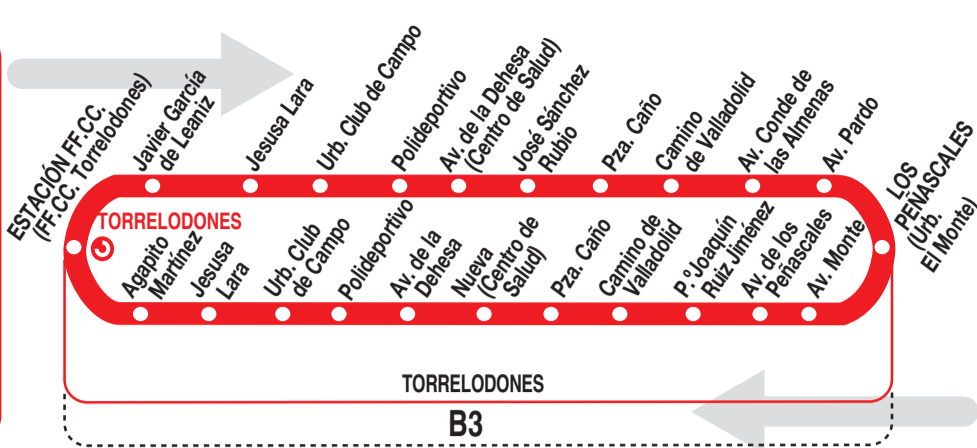 ESTACIÓN FF.CC.
(FF.CC. Torrelodones)
Javier García
de Leaniz
Jesusa Lara
Urb. Club de Campo
Polideportivo
Av. de la Dehesa
(Centro de Salud)
José Sánchez
Rubio
Pza. Caño
Camino
de Valladolid
Av. Conde de
las Almenas
Av. Pardo
LOS
PEÑASCALES
(Urb.
El Monte)
TORRELODONES
Agapito
Martínez
Jesusa
Lara
Urb. Club
de Campo
Polideportivo
Av. de la
Dehesa
Nueva
(Centro de
Salud)
Pza. Caño
Camino de
Valladolid
P.º Joaquín
Ruiz Jiménez
Av. de los
Peñascales
Av. Monte
TORRELODONES
B3